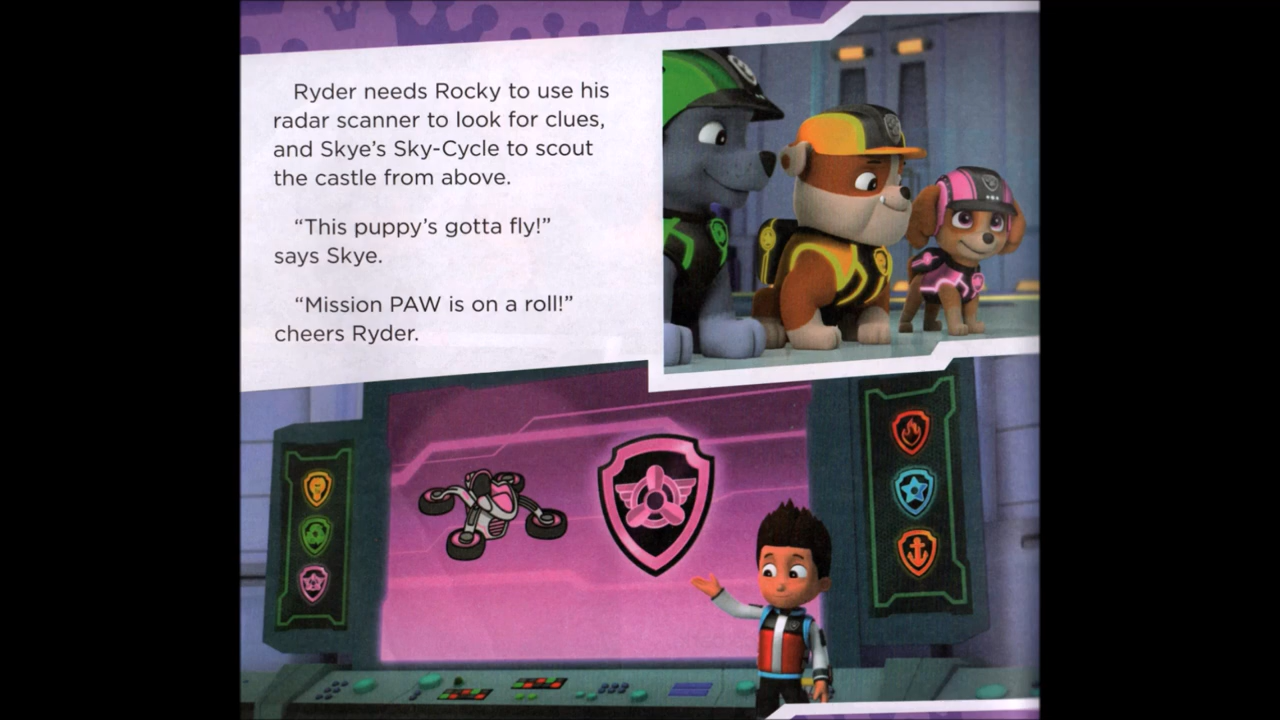 Ryder needs Rocky to use his
radar scanner to look for clues,
and Skye's Sky-Cycle to scout
the castle from above.
“This puppy's gotta fly!”
says Skye.
“Mission PAW is on a roll!”
cheers Ryder.